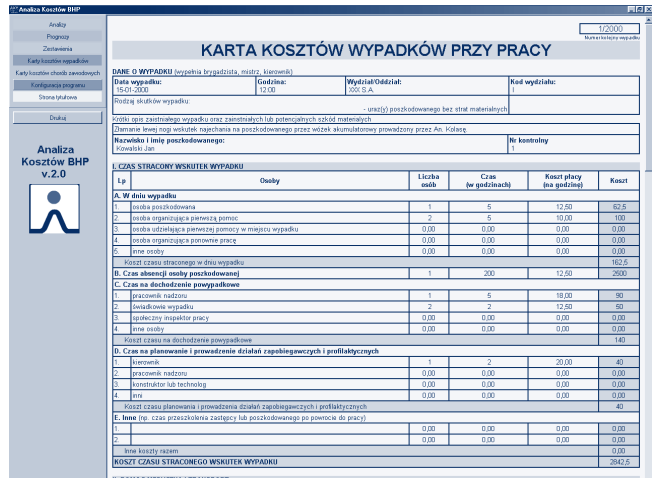 Analiza Kosztów BHP
Analizy
Prognozy
Zestawienia
Karty kosztów wypadków
Karty kosztów chorób zawodowych
Konfiguracja programu
Strona tytułowa
Drukuj
Analiza
Kosztów BHP
v.2.0
1/2000
Numer kolejny wypadku
KARTA KOSZTÓW WYPADKÓW PRZY PRACY
DANE O WYPADKU (wypełnia brygadzista, mistrz, kierownik)
Data wypadku: Godzina: Wydział/Oddział: Kod wydziału:
15-01-2000 12:00 XXX S.A. I
Rodzaj skutków wypadku:
- uraz(y) poszkodowanego bez strat materialnych
Krótki opis zaistniałego wypadku oraz zainstniałych lub potencjalnych szkód materialych
Złamanie lewej nogi wskutek najechania na poszkodowanego przez wózek akumulatorowy prowadzony przez An. Kolasę.
Nazwisko i imię poszkodowanego: Nr kontrolny
Kowalski Jan 1
I. CZAS STRACONY WSKUTEK WYPADKU
Lp Osoby Liczba osób Czas (w godzinach) Koszt płacy (na godzinę) Koszt
A. W dniu wypadku
1. osoba poszkodowana 1 5 12,50 62,5
2. osoba organizująca pierwszą pomoc 2 5 10,00 100
3. osoba udzielająca pierwszej pomocy w miejscu wypadku 0,00 0,00 0,00 0,00
4. osoba organizująca ponownie pracę 0,00 0,00 0,00 0,00
5. inne osoby 0,00 0,00 0,00 0,00
Koszt czasu straconego w dniu wypadku 162,5
B. Czas absencji osoby poszkodowanej 1 200 12,50 2500
C. Czas na dochodzenie powypadkowe
1. pracownik nadzoru 1 5 18,00 90
2. świadkowie wypadku 2 2 12,50 50
3. społeczny inspektor pracy 0,00 0,00 0,00 0,00
4. inne osoby 0,00 0,00 0,00 0,00
Koszt czasu na dochodzenie powypadkowe 140
D. Czas na planowanie i prowadzenie działań zapobiegawczych i profilaktycznych
1. kierownik 1 2 20,00 40
2. pracownik nadzoru 0,00 0,00 0,00 0,00
3. konstruktor lub technolog 0,00 0,00 0,00 0,00
4. inni 0,00 0,00 0,00 0,00
Koszt czasu planowania i prowadzenia działań zapobiegawczych i profilaktycznych 40
E. Inne (np. czas przeszkolenia zastępcy lub poszkodowanego po powrocie do pracy)
1. 0,00 0,00 0,00 0,00
2. 0,00 0,00 0,00 0,00
Inne koszty razem 0,00
KOSZT CZASU STRACONEGO WSKUTEK WYPADKU 2842,5